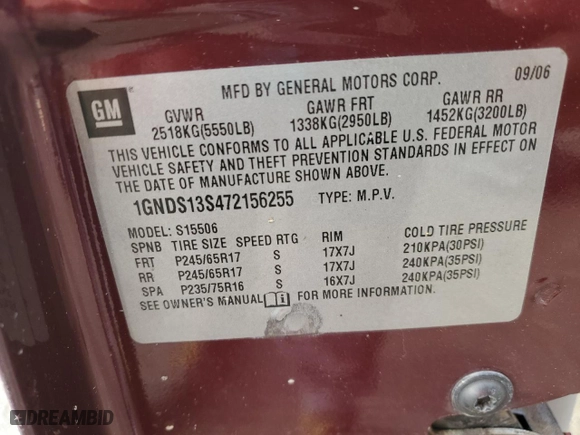 MFD BY GENERAL MOTORS CORP. 09/06
GM
GVWR GAWR FRT GAWR RR
2518KG(5550LB) 1338KG(2950LB) 1452KG(3200LB)
THIS VEHICLE CONFORMS TO ALL APPLICABLE U.S. FEDERAL MOTOR
VEHICLE SAFETY AND THEFT PREVENTION STANDARDS IN EFFECT ON
THE DATE OF MANUFACTURE SHOWN ABOVE.
1GNDS13S472156255 TYPE: M.P.V.
MODEL: S15506
SPNB TIRE SIZE SPEED RTG RIM COLD TIRE PRESSURE
FRT P245/65R17 S 17X7J 210KPA(30PSI)
RR P245/65R17 S 17X7J 240KPA(35PSI)
SPA P235/75R16 S 16X7J 240KPA(35PSI)
SEE OWNER'S MANUAL FOR MORE INFORMATION.
DREAMBID